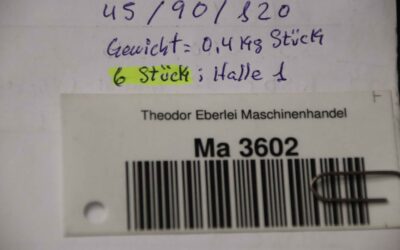 45/90/120
Gewicht = 0,4 kg Stück
6 Stück ; Halle 1
Theodor Eberlei Maschinenhandel
Ma 3602